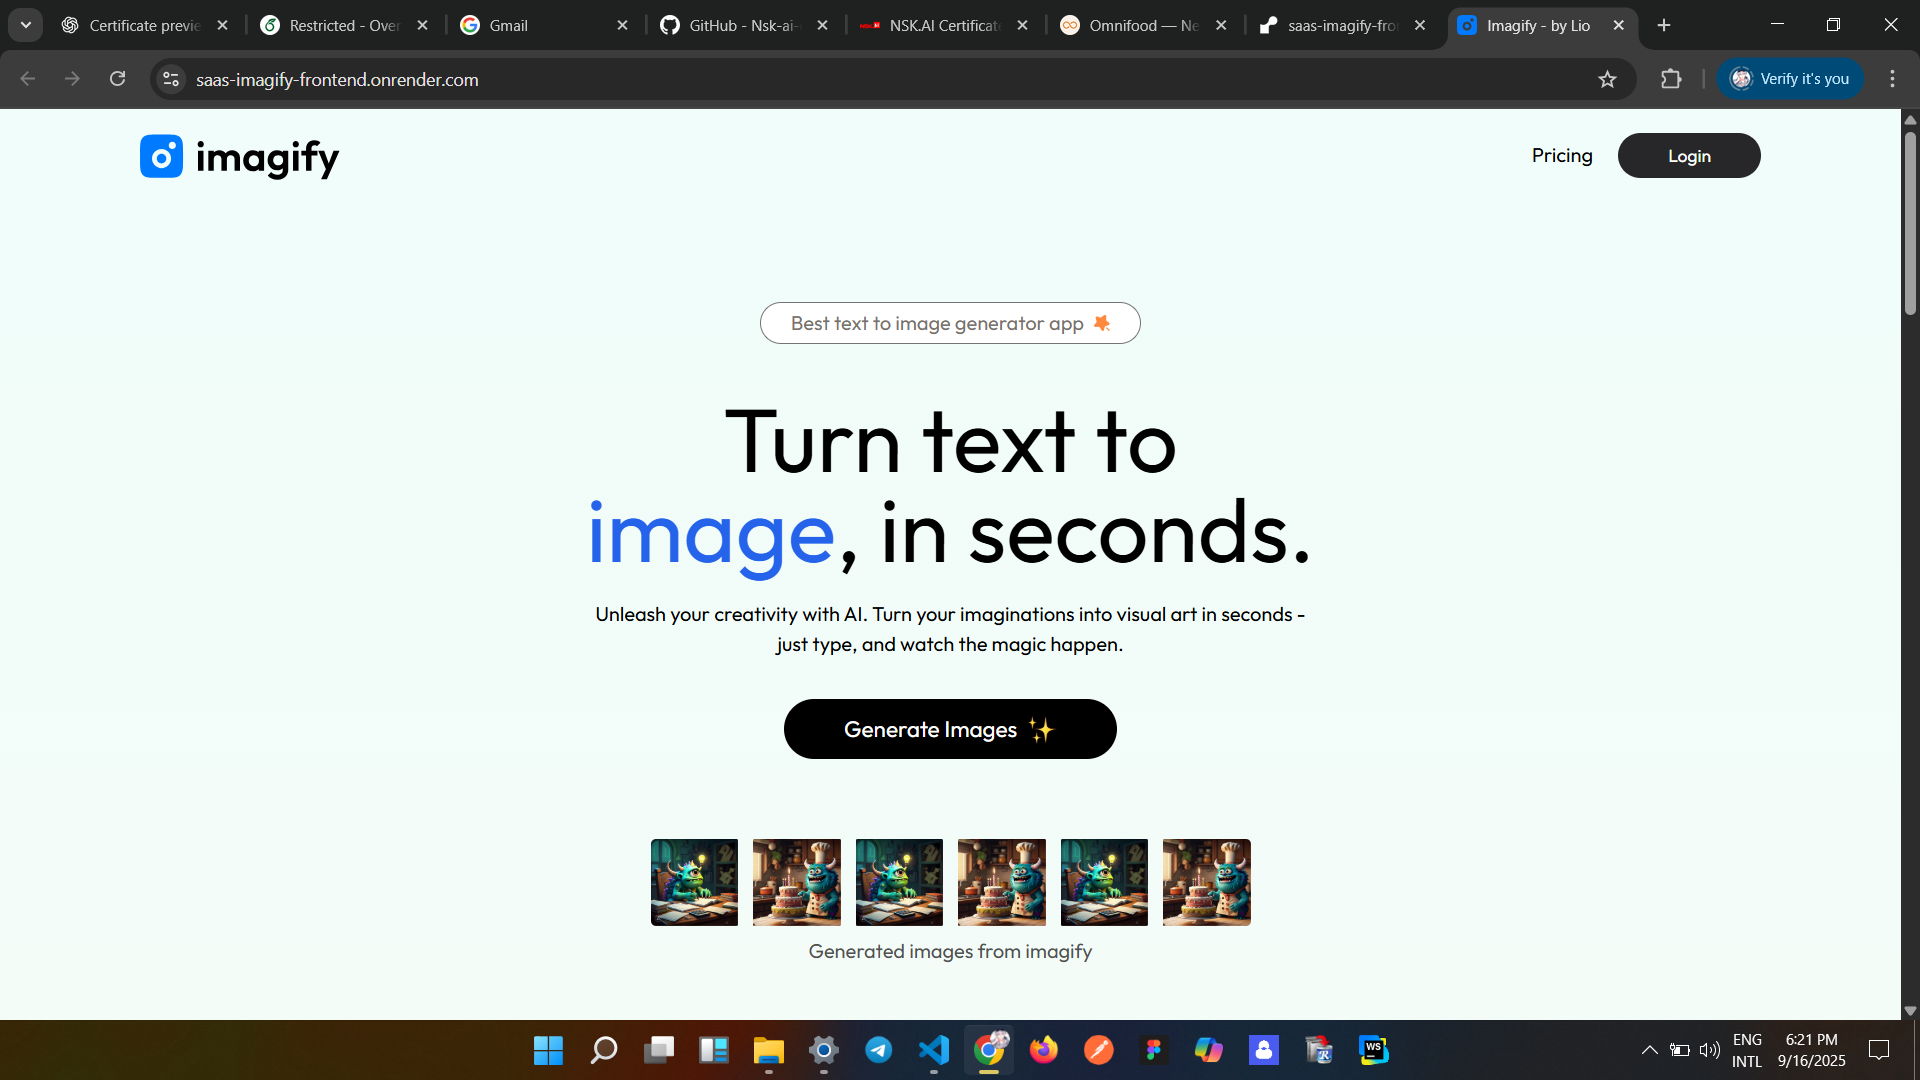 Certificate previe
Restricted - Over
Gmail
GitHub - Nsk-ai-
NSK.AI Certificate
Omnifood — Ne
saas-imagify-fro
Imagify - by Lio
saas-imagify-frontend.onrender.com
Verify it's you
imagify
Pricing
Login
Best text to image generator app
Turn text to
image, in seconds.
Unleash your creativity with AI. Turn your imaginations into visual art in seconds -
just type, and watch the magic happen.
Generate Images
Generated images from imagify
WS
ENG
INTL
6:21 PM
9/16/2025